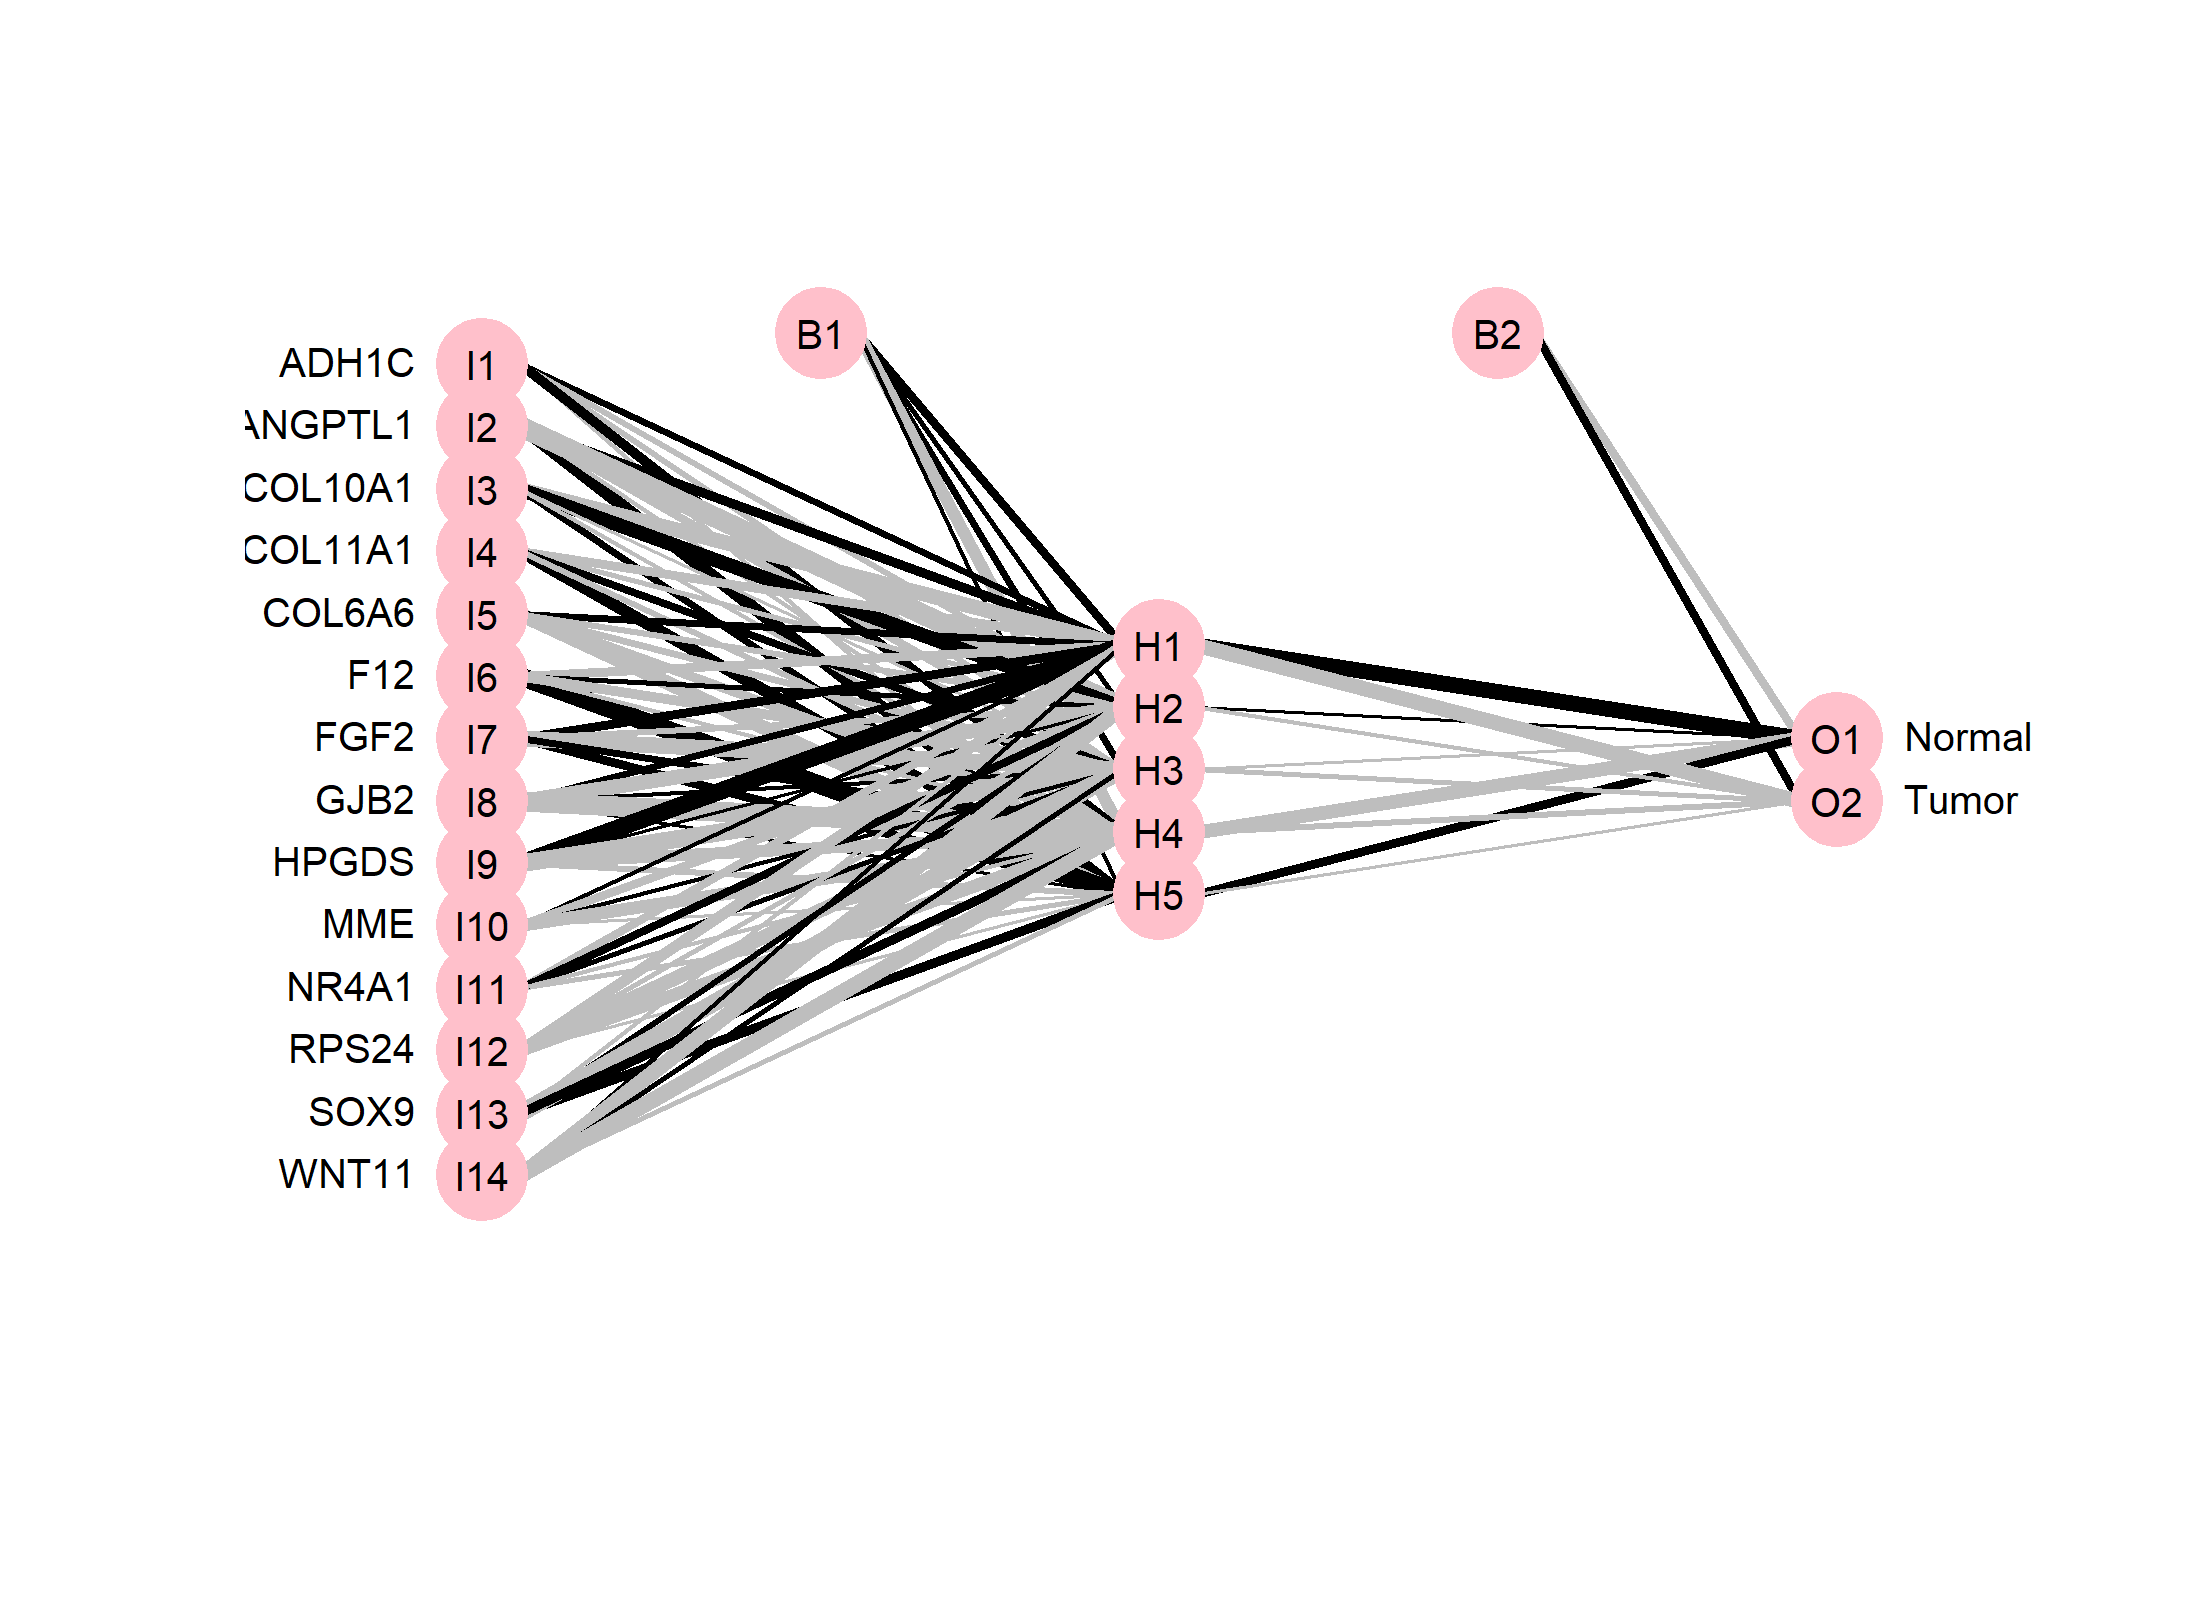 B1
B2
ADH1C I1
ANGPTL1 I2
COL10A1 I3
COL11A1 I4
COL6A6 I5
F12 I6
FGF2 I7
GJB2 I8
HPGDS I9
MME I10
NR4A1 I11
RPS24 I12
SOX9 I13
WNT11 I14
H1
H2
H3
H4
H5
O1 Normal
O2 Tumor